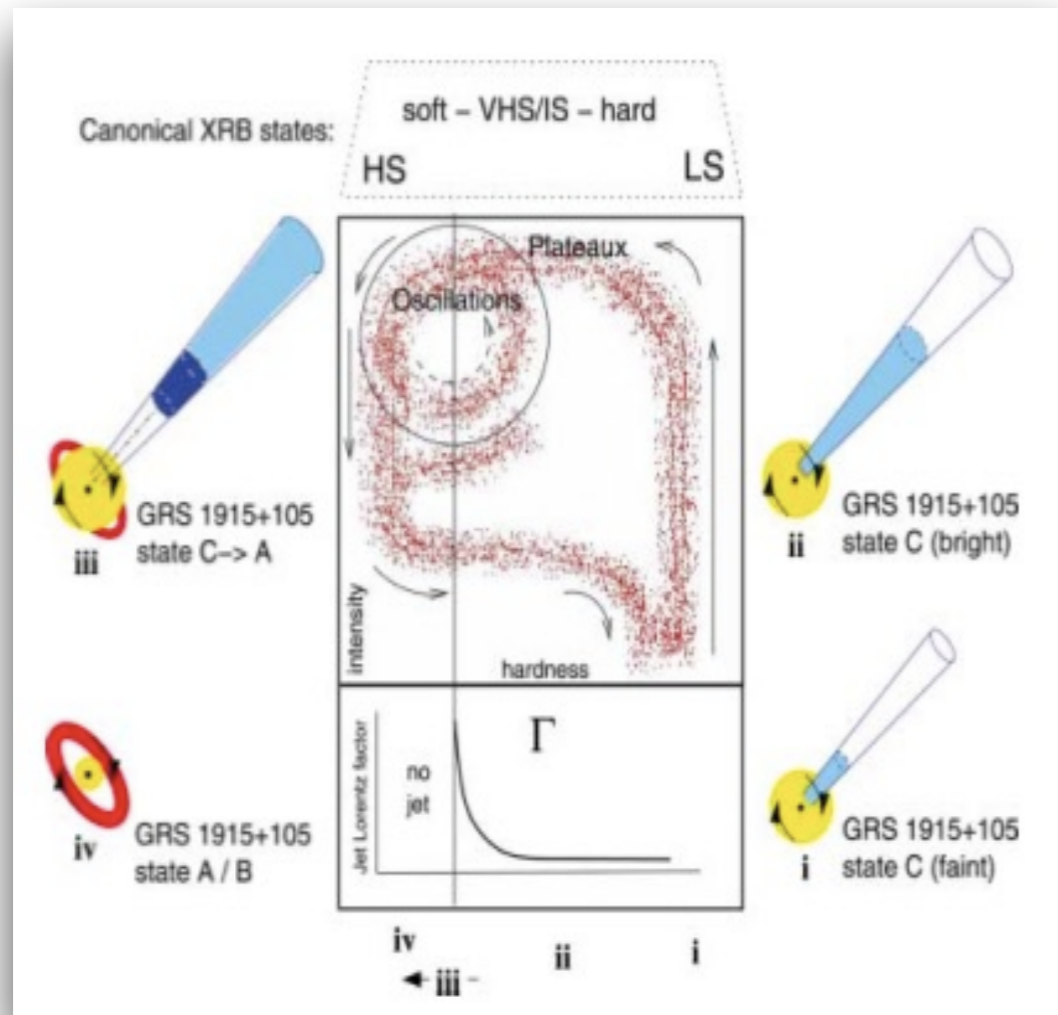 soft – VHS/IS – hard
Canonical XRB states:
HS
LS
Plateaux
Oscillations
GRS 1915+105
state C–> A
iii
GRS 1915+105
state C (bright)
ii
intensity
hardness
Jet Lorentz factor
no
jet
Γ
GRS 1915+105
state A / B
iv
GRS 1915+105
state C (faint)
i
iv
iii
ii
i